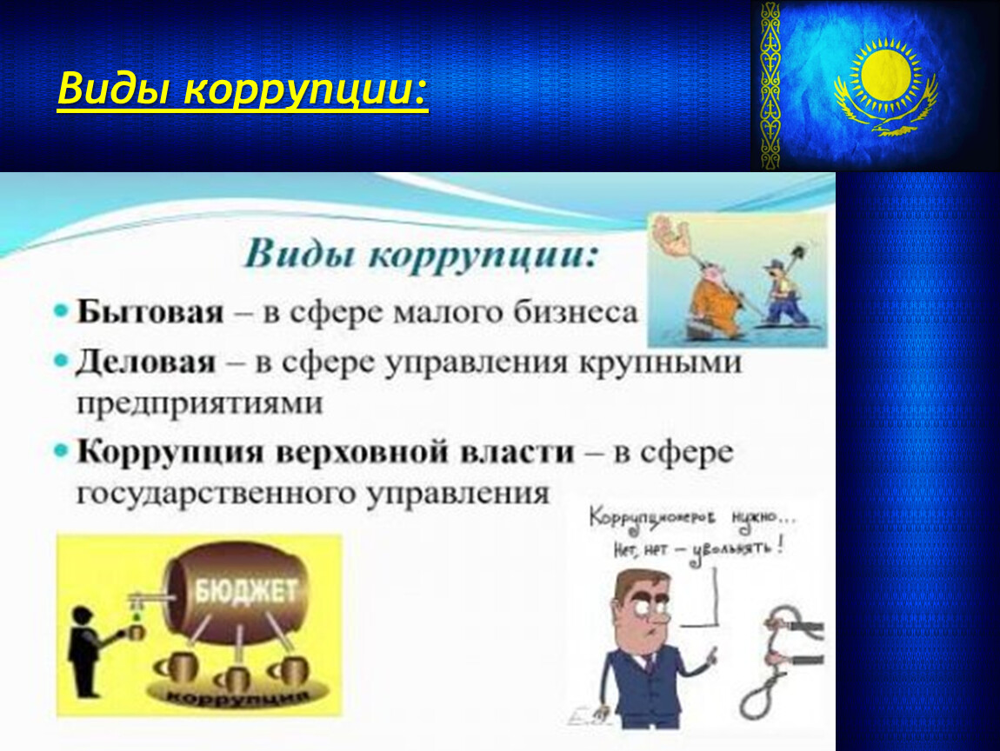 Виды коррупции:
Виды коррупции:
Бытовая – в сфере малого бизнеса
Деловая – в сфере управления крупными
предприятиями
Коррупция верховной власти – в сфере
государственного управления
Коррупционеров нужно...
Нет, нет – увольнять!
БЮДЖЕТ
коррупция